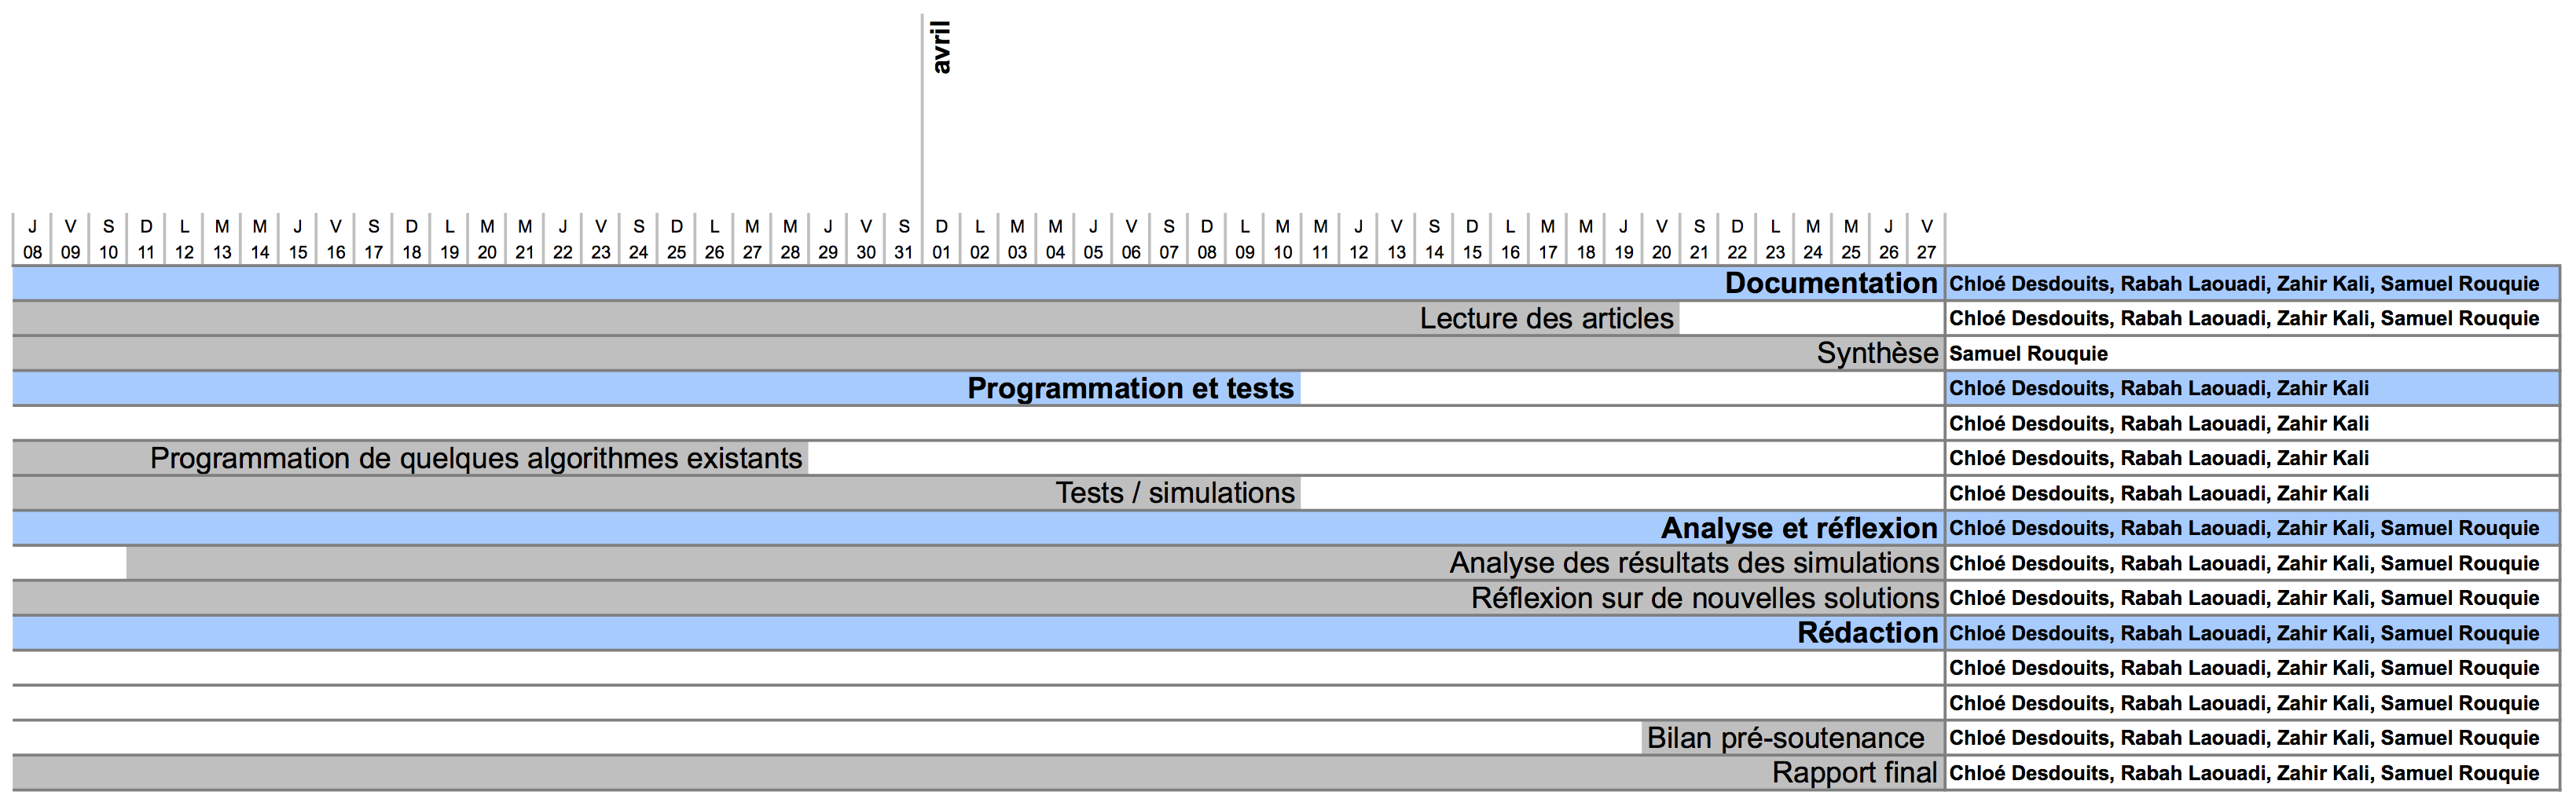 avril
J V S D L M M J V S D L M M J V S D L M M J V S D L M M J V S D L M M J V S D L M M J V S D L M M J V
08 09 10 11 12 13 14 15 16 17 18 19 20 21 22 23 24 25 26 27 28 29 30 31 01 02 03 04 05 06 07 08 09 10 11 12 13 14 15 16 17 18 19 20 21 22 23 24 25 26 27
Documentation Chloé Desdouits, Rabah Laouadi, Zahir Kali, Samuel Rouquie
Lecture des articles Chloé Desdouits, Rabah Laouadi, Zahir Kali, Samuel Rouquie
Synthèse Samuel Rouquie
Programmation et tests Chloé Desdouits, Rabah Laouadi, Zahir Kali
Chloé Desdouits, Rabah Laouadi, Zahir Kali
Programmation de quelques algorithmes existants Chloé Desdouits, Rabah Laouadi, Zahir Kali
Tests / simulations Chloé Desdouits, Rabah Laouadi, Zahir Kali
Analyse et réflexion Chloé Desdouits, Rabah Laouadi, Zahir Kali, Samuel Rouquie
Analyse des résultats des simulations Chloé Desdouits, Rabah Laouadi, Zahir Kali, Samuel Rouquie
Réflexion sur de nouvelles solutions Chloé Desdouits, Rabah Laouadi, Zahir Kali, Samuel Rouquie
Rédaction Chloé Desdouits, Rabah Laouadi, Zahir Kali, Samuel Rouquie
Chloé Desdouits, Rabah Laouadi, Zahir Kali, Samuel Rouquie
Chloé Desdouits, Rabah Laouadi, Zahir Kali, Samuel Rouquie
Bilan pré-soutenance Chloé Desdouits, Rabah Laouadi, Zahir Kali, Samuel Rouquie
Rapport final Chloé Desdouits, Rabah Laouadi, Zahir Kali, Samuel Rouquie